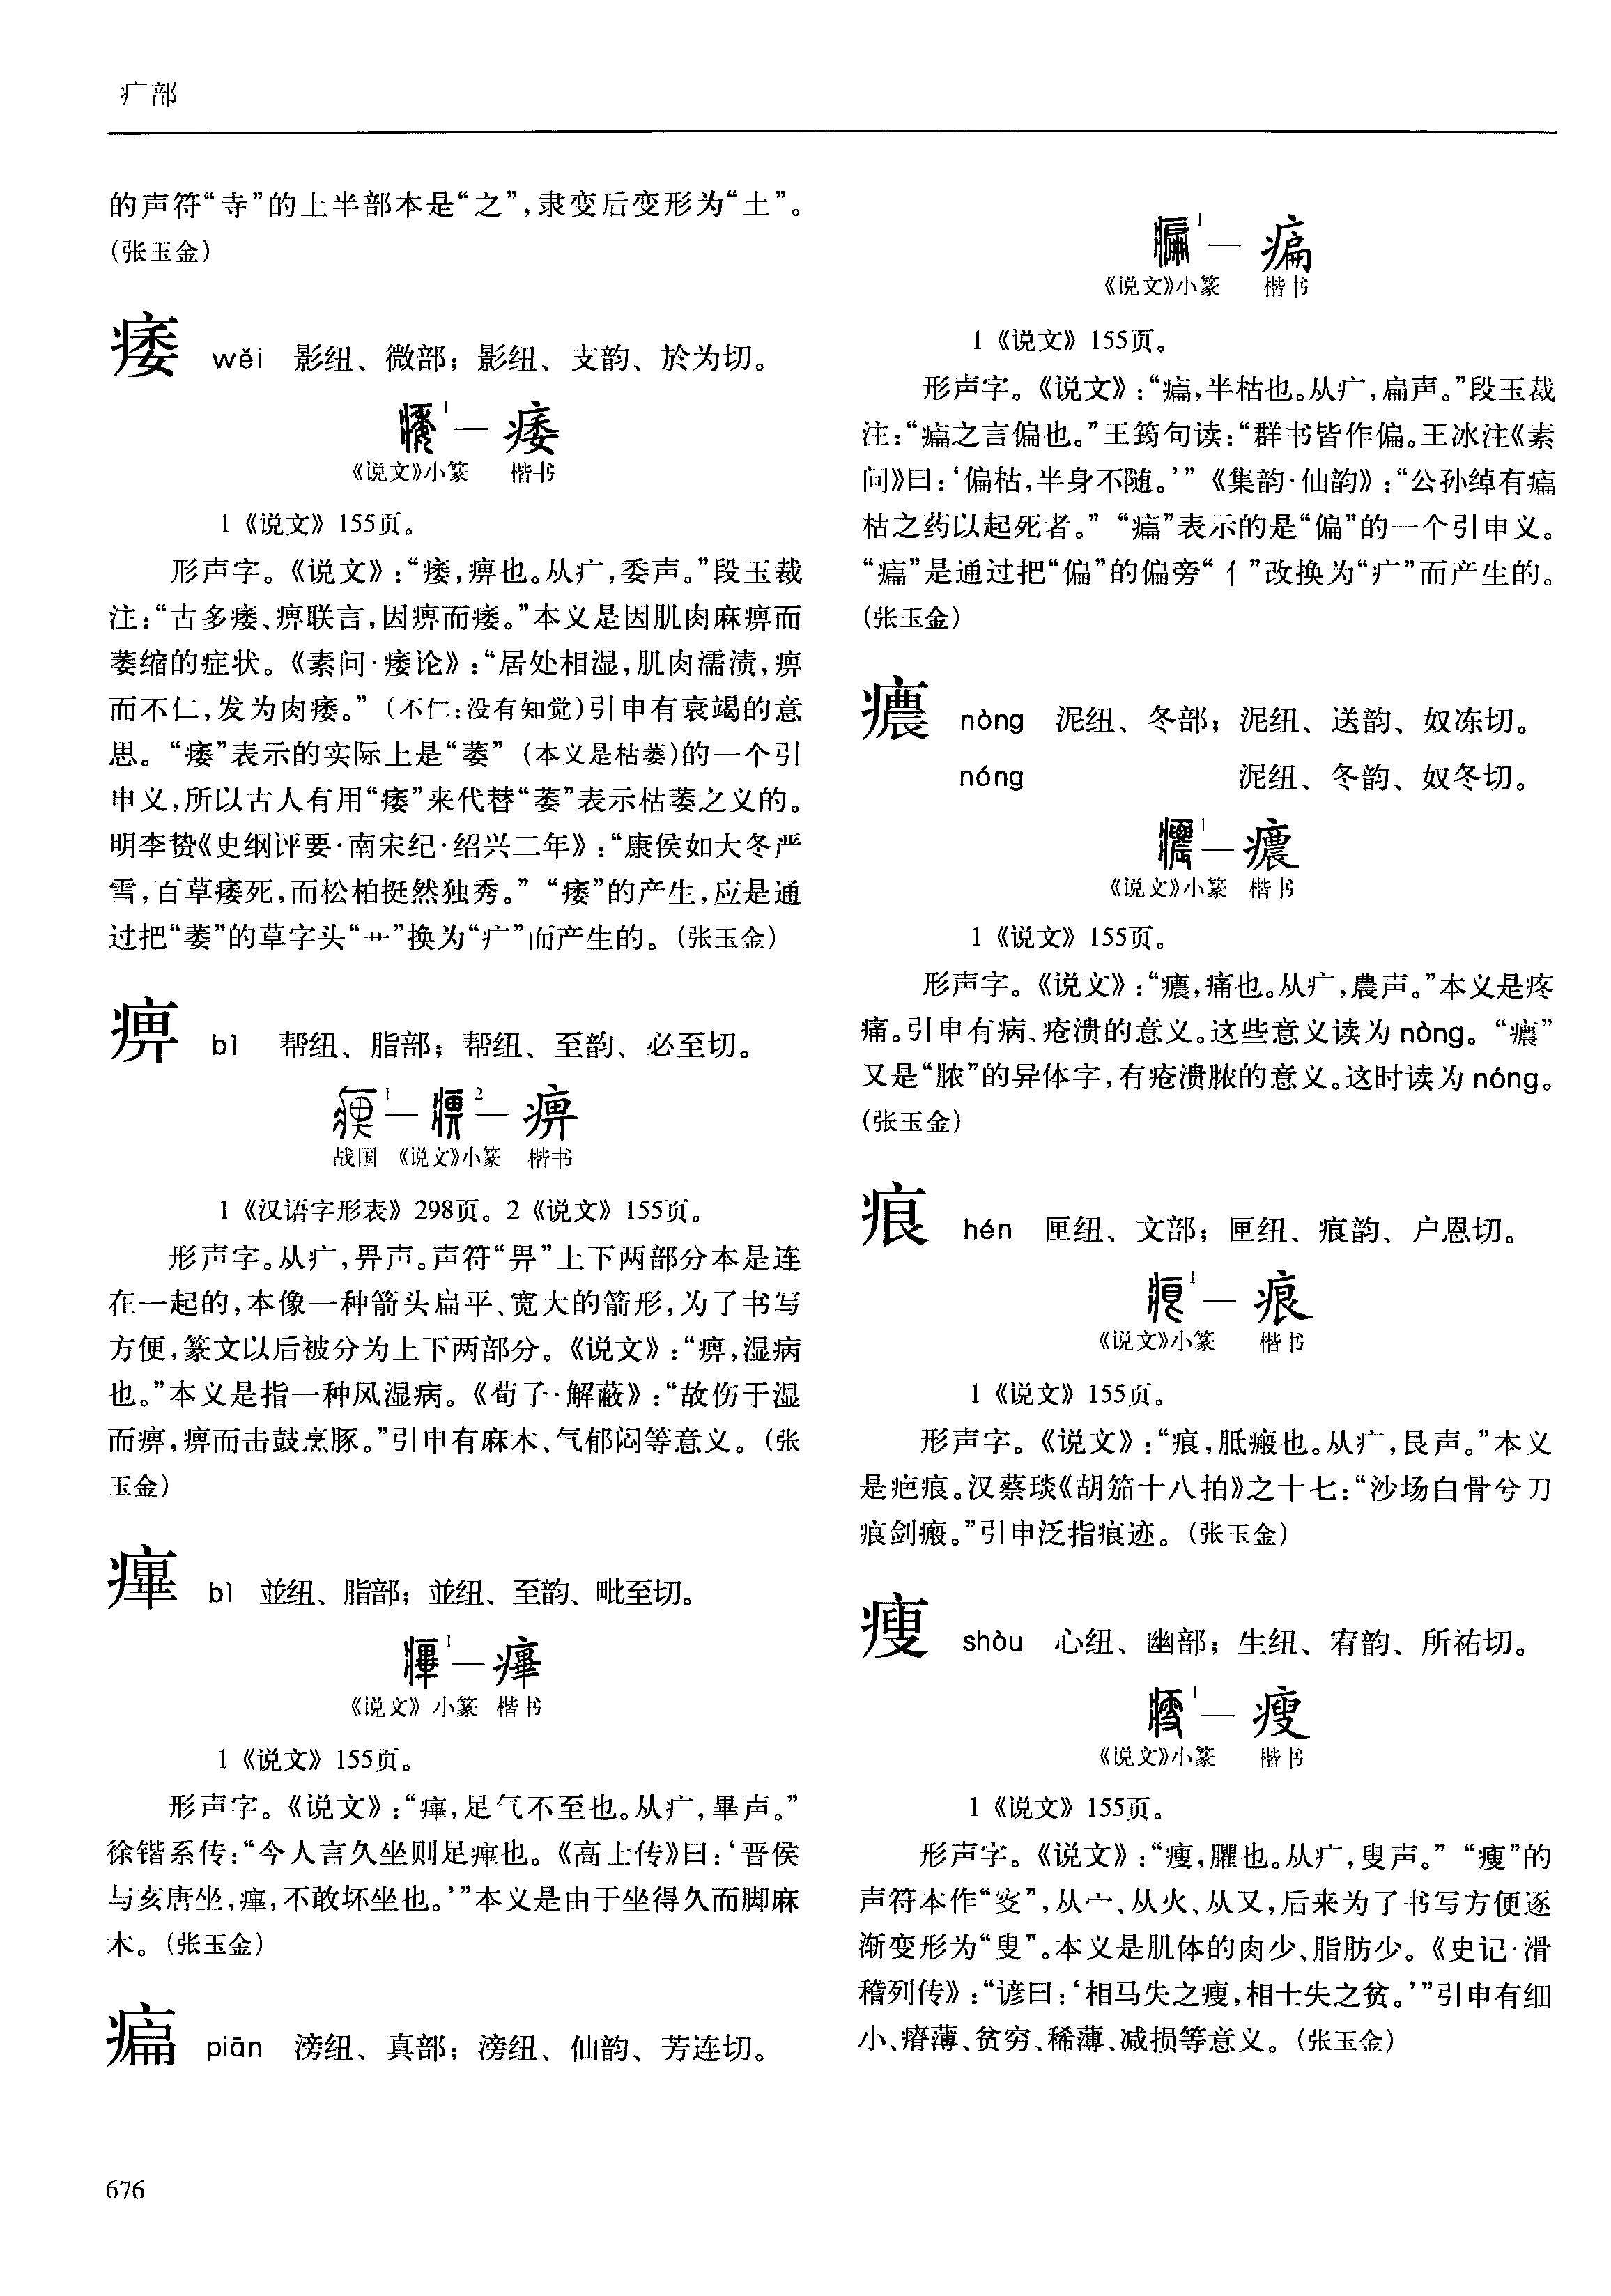 疒部
的声符“寺”的上半部本是“之”,隶变后变形为“土”。
(张玉金)
痿 wěi 影纽、微部；影纽、支韵、於为切。
1 — 痿
《说文》小篆 楷书
1《说文》155页。
形声字。《说文》:“痿,痹也。从疒,委声。”段玉裁
注:“古多痿、痹联言,因痹而痿。”本义是因肌肉麻痹而
萎缩的症状。《素问·痿论》:“居处相湿,肌肉濡渍,痹
而不仁,发为肉痿。”(不仁:没有知觉)引申有衰竭的意
思。“痿”表示的实际上是“萎”(本义是枯萎)的一个引
申义,所以古人有用“痿”来代替“萎”表示枯萎之义的。
明李贽《史纲评要·南宋纪·绍兴二年》:“康侯如大冬严
雪,百草痿死,而松柏挺然独秀。”“痿”的产生,应是通
过把“萎”的草字头“艹”换为“疒”而产生的。(张玉金)
痹 bì 帮纽、脂部；帮纽、至韵、必至切。
1 — 2 — 痹
战国 《说文》小篆 楷书
1《汉语字形表》298页。2《说文》155页。
形声字。从疒,畀声。声符“畀”上下两部分本是连
在一起的,本像一种箭头扁平、宽大的箭形,为了书写
方便,篆文以后被分为上下两部分。《说文》:“痹,湿病
也。”本义是指一种风湿病。《荀子·解蔽》:“故伤于湿
而痹,痹而击鼓烹豚。”引申有麻木、气郁闷等意义。(张
玉金)
㿫 bì 並纽、脂部；並纽、至韵、毗至切。
1 — 㿫
《说文》小篆 楷书
1《说文》155页。
形声字。《说文》:“㿫,足气不至也。从疒,畢声。”
徐锴系传:“今人言久坐则足㿫也。《高士传》曰:‘晋侯
与亥唐坐,㿫,不敢坏坐也。’”本义是由于坐得久而脚麻
木。(张玉金)
㾫 piān 滂纽、真部；滂纽、仙韵、芳连切。
1 — 㾫
《说文》小篆 楷书
1《说文》155页。
形声字。《说文》:“㾫,半枯也。从疒,扁声。”段玉裁
注:“㾫之言偏也。”王筠句读:“群书皆作偏。王冰注《素
问》曰:‘偏枯,半身不随。’”《集韵·仙韵》:“公孙绰有㾫
枯之药以起死者。”“㾫”表示的是“偏”的一个引申义。
“㾫”是通过把“偏”的偏旁“亻”改换为“疒”而产生的。
(张玉金)
癑 nòng 泥纽、冬部；泥纽、送韵、奴冻切。
nóng 泥纽、冬韵、奴冬切。
1 — 癑
《说文》小篆 楷书
1《说文》155页。
形声字。《说文》:“癑,痛也。从疒,農声。”本义是疼
痛。引申有病、疮溃的意义。这些意义读为 nòng。“癑”
又是“脓”的异体字,有疮溃脓的意义。这时读为 nóng。
(张玉金)
痕 hén 匣纽、文部；匣纽、痕韵、户恩切。
1 — 痕
《说文》小篆 楷书
1《说文》155页。
形声字。《说文》:“痕,胝瘢也。从疒,艮声。”本义
是疤痕。汉蔡琰《胡笳十八拍》之十七:“沙场白骨兮刀
痕剑瘢。”引申泛指痕迹。(张玉金)
瘦 shòu 心纽、幽部；生纽、宥韵、所祐切。
1 — 瘦
《说文》小篆 楷书
1《说文》155页。
形声字。《说文》:“瘦,臞也。从疒,叟声。”“瘦”的
声符本作“叜”,从宀、从火、从又,后来为了书写方便逐
渐变形为“叟”。本义是肌体的肉少、脂肪少。《史记·滑
稽列传》:“谚曰:‘相马失之瘦,相士失之贫。’”引申有细
小、瘠薄、贫穷、稀薄、减损等意义。(张玉金)
676